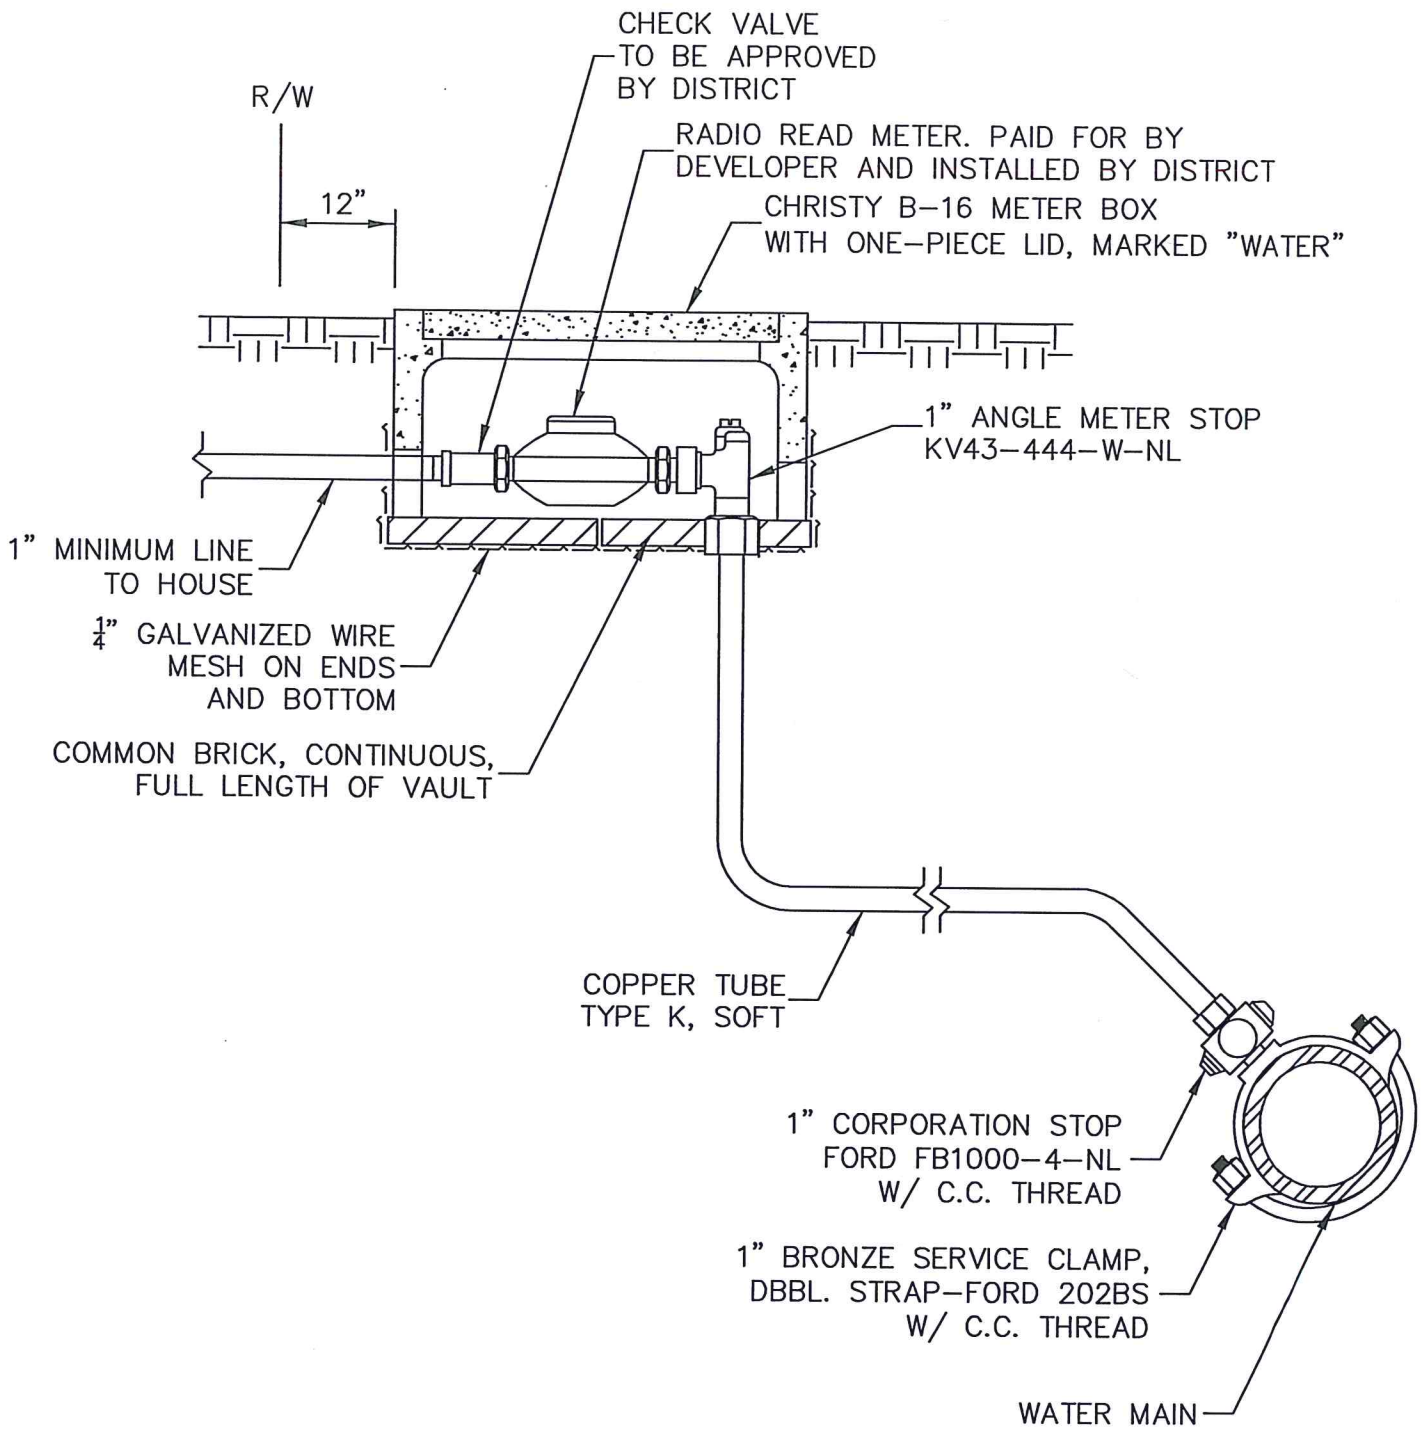 CHECK VALVE
TO BE APPROVED
BY DISTRICT
R/W
RADIO READ METER. PAID FOR BY
DEVELOPER AND INSTALLED BY DISTRICT
12"
CHRISTY B-16 METER BOX
WITH ONE-PIECE LID, MARKED "WATER"
1" ANGLE METER STOP
KV43-444-W-NL
1" MINIMUM LINE
TO HOUSE
1/4" GALVANIZED WIRE
MESH ON ENDS
AND BOTTOM
COMMON BRICK, CONTINUOUS,
FULL LENGTH OF VAULT
COPPER TUBE
TYPE K, SOFT
1" CORPORATION STOP
FORD FB1000-4-NL
W/ C.C. THREAD
1" BRONZE SERVICE CLAMP,
DBBL. STRAP-FORD 202BS
W/ C.C. THREAD
WATER MAIN